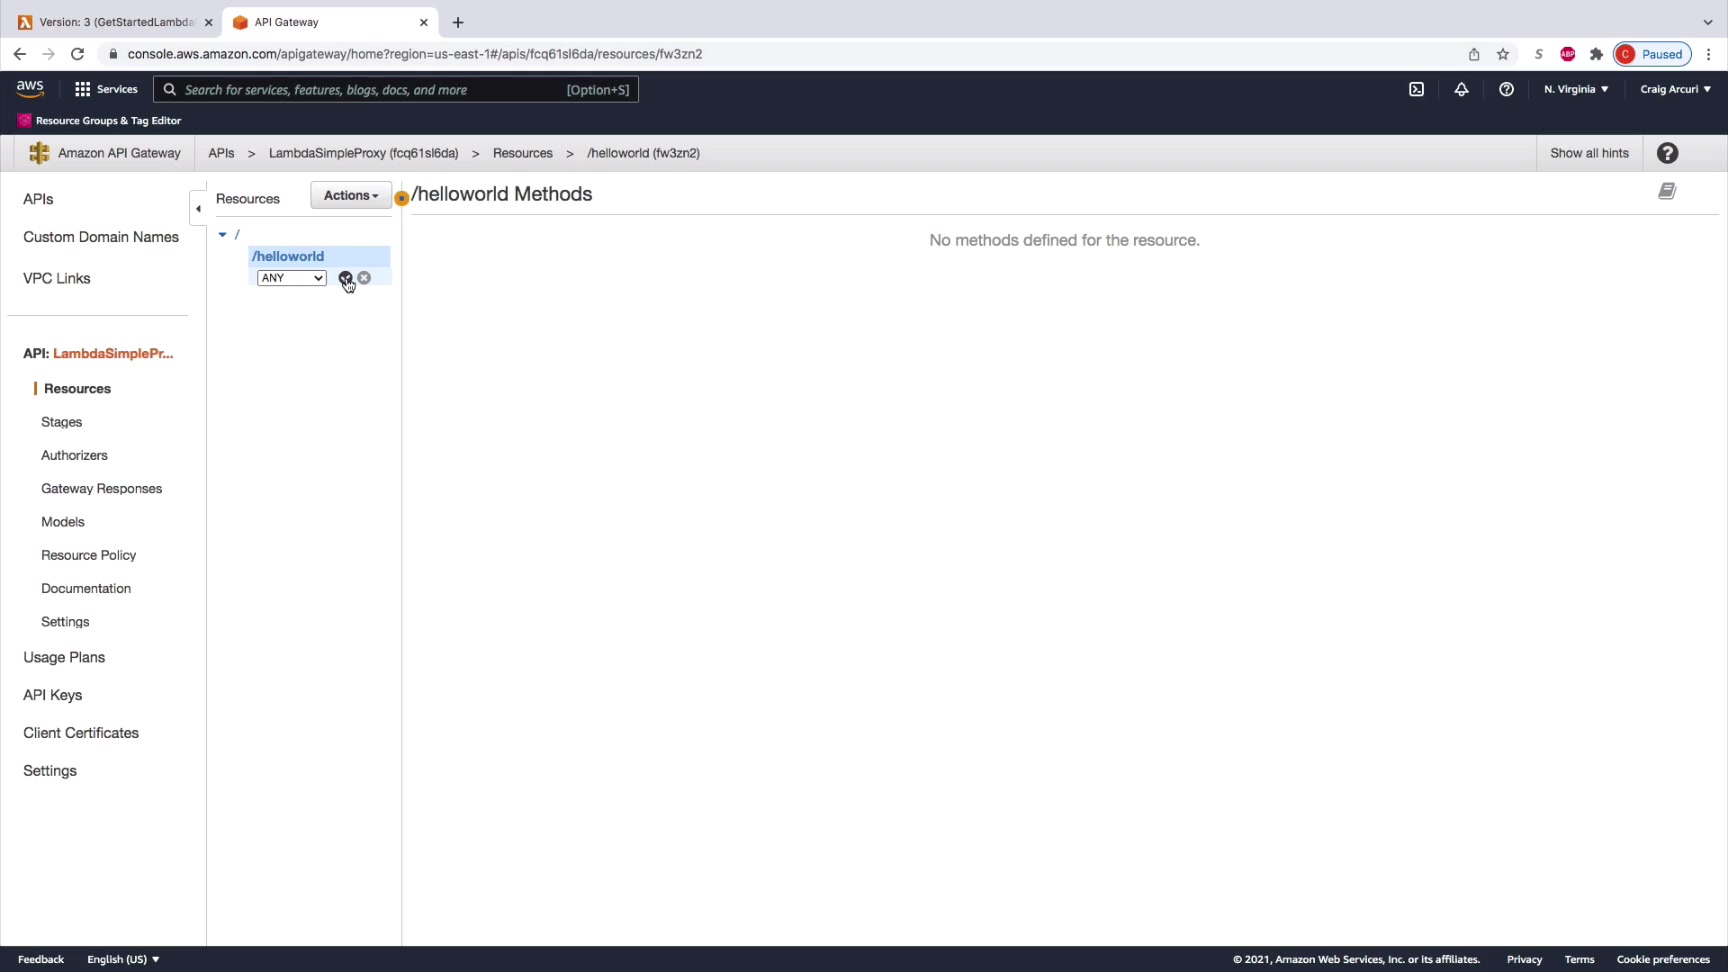 Version: 3 (GetStartedLambda
API Gateway
console.aws.amazon.com/apigateway/home?region=us-east-1#/apis/fcq61sl6da/resources/fw3zn2
S
ABP
C Paused
aws
Services
Search for services, features, blogs, docs, and more [Option+S]
N. Virginia
Craig Arcuri
Resource Groups & Tag Editor
Amazon API Gateway
APIs > LambdaSimpleProxy (fcq61sl6da) > Resources > /helloworld (fw3zn2)
Show all hints
APIs
Custom Domain Names
VPC Links
API: LambdaSimplePr...
Resources
Stages
Authorizers
Gateway Responses
Models
Resource Policy
Documentation
Settings
Usage Plans
API Keys
Client Certificates
Settings
Resources
Actions
/
/helloworld
ANY
/helloworld Methods
No methods defined for the resource.
Feedback
English (US)
© 2021, Amazon Web Services, Inc. or its affiliates.
Privacy
Terms
Cookie preferences